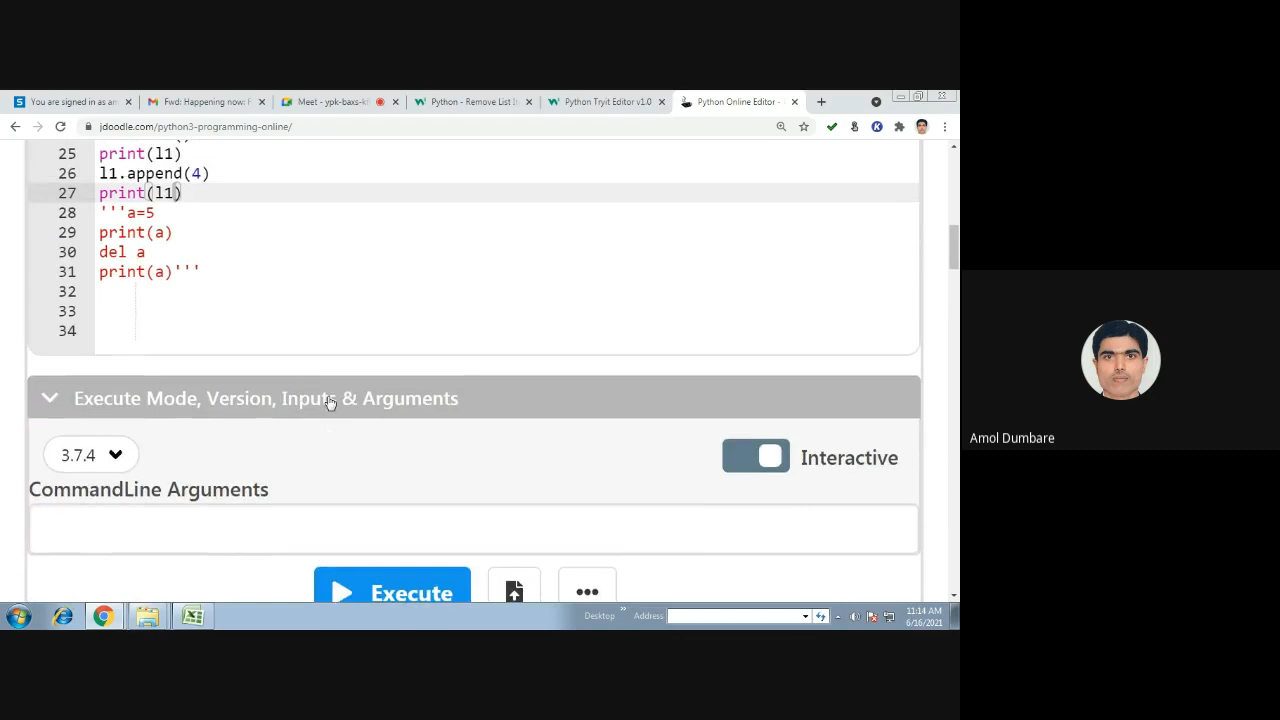 You are signed in as am
Fwd: Happening now: F
Meet - ypk-baxs-kf
Python - Remove List It
Python Tryit Editor v1.0
Python Online Editor -
jdoodle.com/python3-programming-online/
25 print(l1)
26 l1.append(4)
27 print(l1)
28 '''a=5
29 print(a)
30 del a
31 print(a)'''
32
33
34
Execute Mode, Version, Inputs & Arguments
3.7.4
Interactive
CommandLine Arguments
Execute
Amol Dumbare
Desktop
Address
11:14 AM
6/16/2021